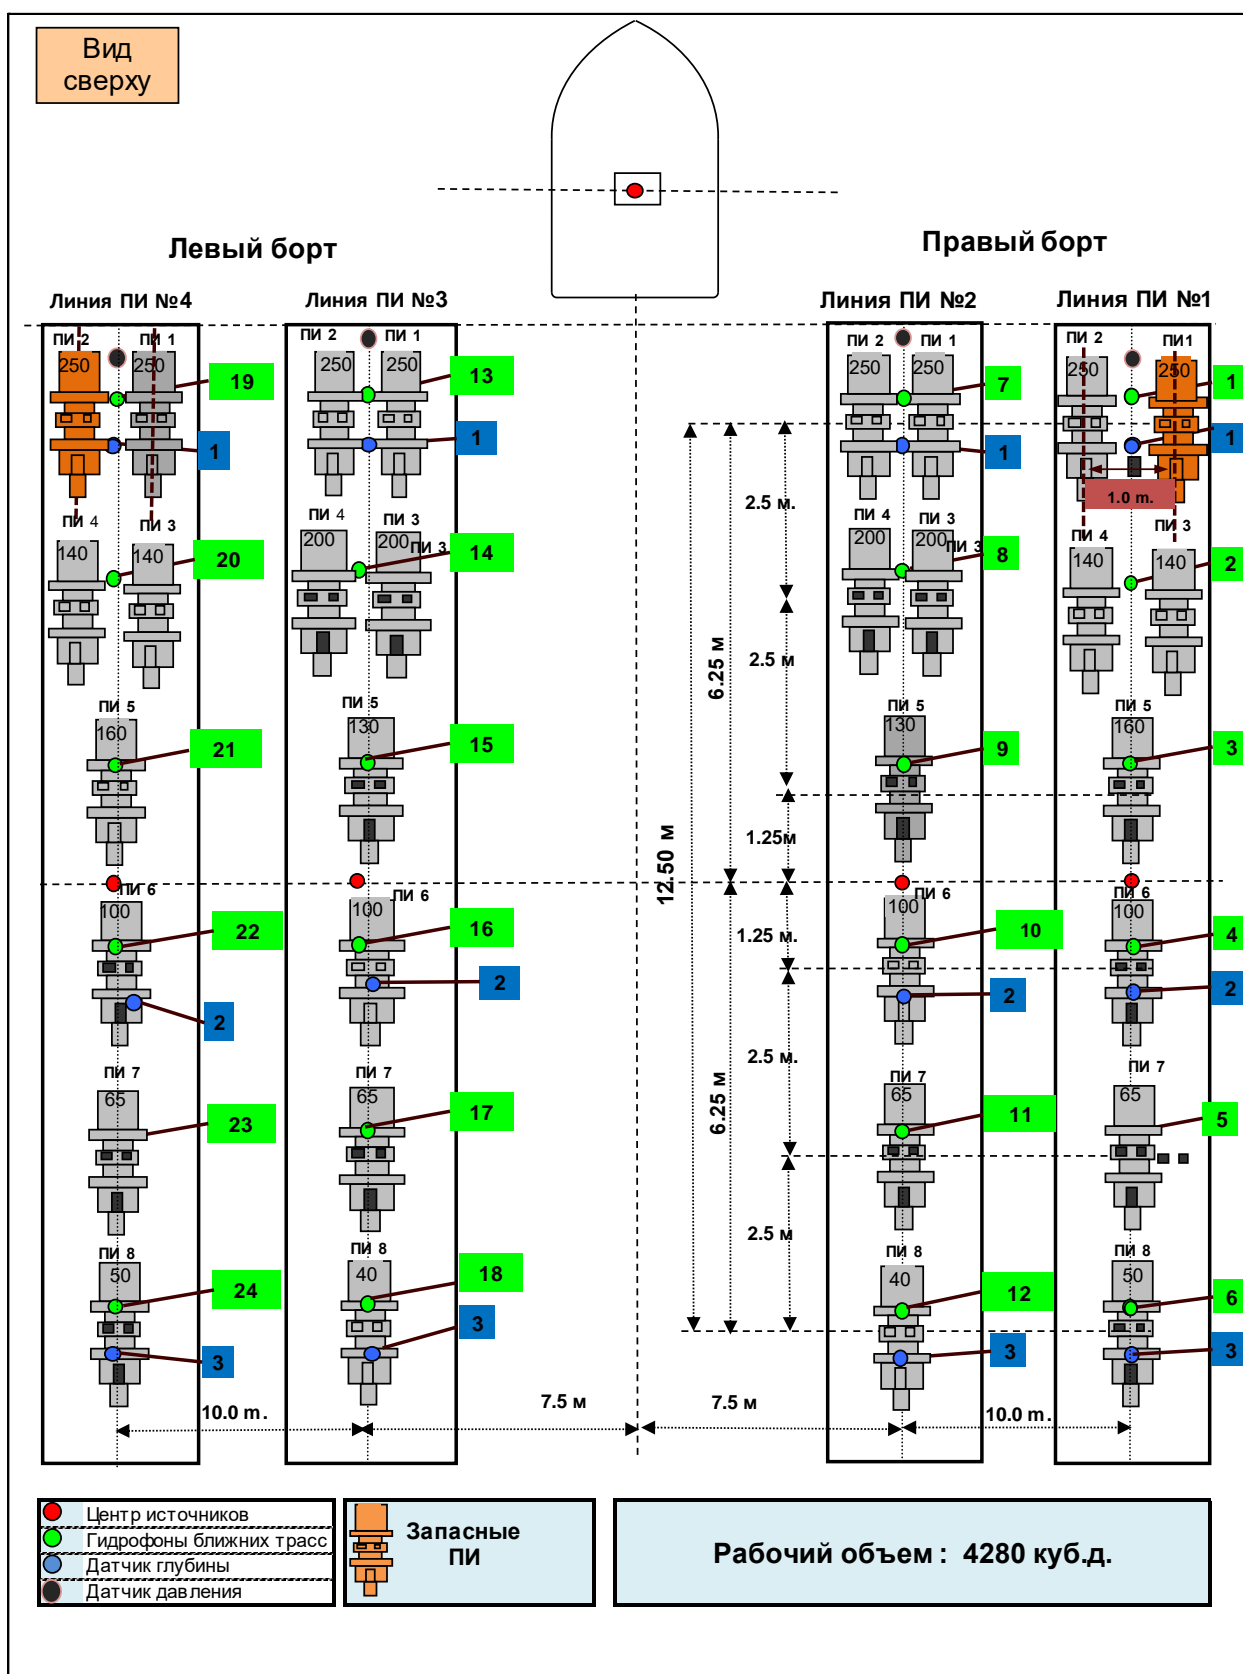 Вид
сверху
Левый борт
Правый борт
Линия ПИ №4
Линия ПИ №3
Линия ПИ №2
Линия ПИ №1
ПИ 2
ПИ 1
ПИ 2
ПИ 1
ПИ 2
ПИ 1
ПИ 2
ПИ1
250
250
250
250
250
250
250
250
19
13
7
1
1
1
1
1
1.0 m.
2.5 м.
ПИ 4
ПИ 3
ПИ 4
ПИ 3
ПИ 3
ПИ 4
ПИ 3
ПИ 3
ПИ 4
ПИ 3
140
140
200
200
200
200
140
140
20
14
8
2
6.25 м
2.5 м
ПИ 5
ПИ 5
ПИ 5
ПИ 5
160
130
130
160
21
15
9
3
12.50 м
1.25м
ПИ 6
ПИ 6
ПИ 6
ПИ 6
100
100
100
100
22
16
10
4
1.25 м.
2
2
2
2
2.5 м.
6.25 м
ПИ 7
ПИ 7
ПИ 7
ПИ 7
65
65
65
65
23
17
11
5
2.5 м
ПИ 8
ПИ 8
ПИ 8
ПИ 8
50
40
40
50
24
18
12
6
3
3
3
3
10.0 m.
7.5 м
7.5 м
10.0 m.
Центр источников
Гидрофоны ближних трасс
Датчик глубины
Датчик давления
Запасные
ПИ
Рабочий объем : 4280 куб.д.